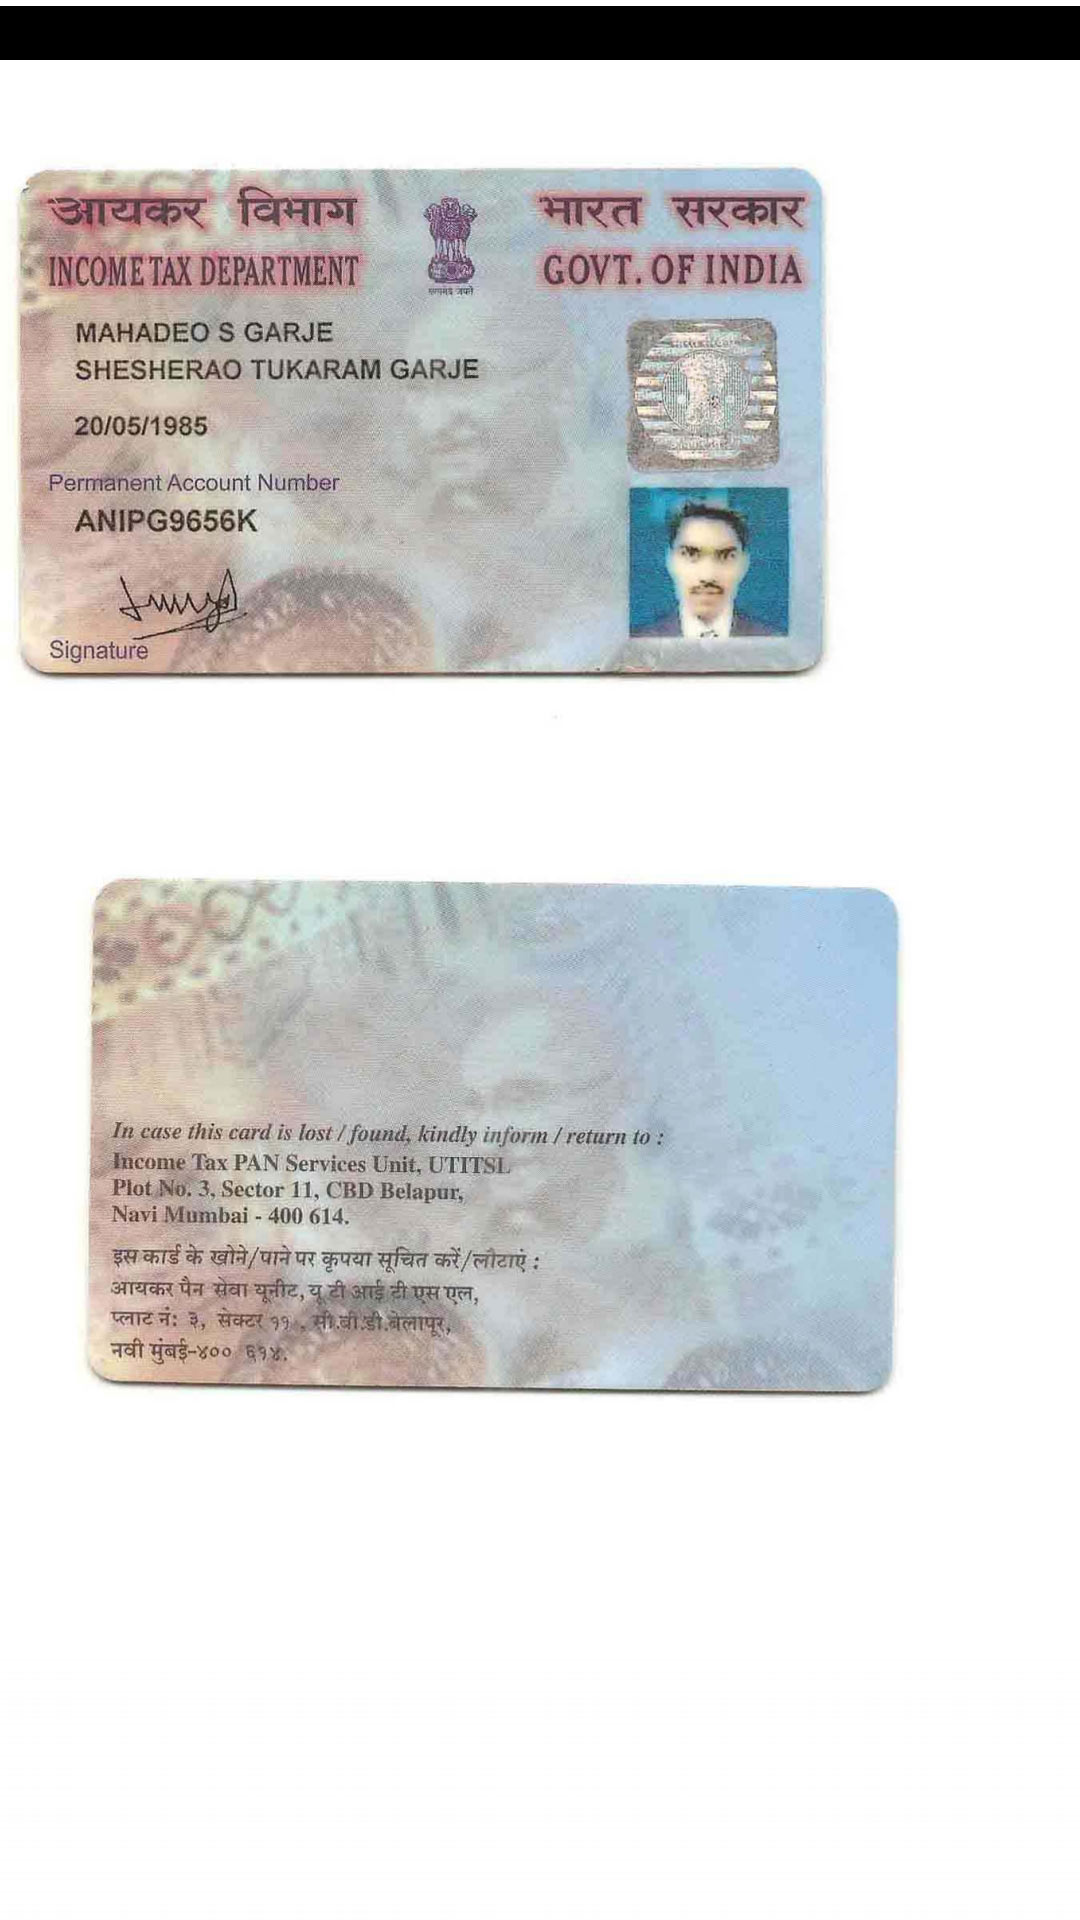 आयकर विभाग
INCOME TAX DEPARTMENT
सत्यमेव जयते
भारत सरकार
GOVT. OF INDIA
MAHADEO S GARJE
SHESHERAO TUKARAM GARJE
20/05/1985
Permanent Account Number
ANIPG9656K
Signature
In case this card is lost / found, kindly inform / return to :
Income Tax PAN Services Unit, UTITSL
Plot No. 3, Sector 11, CBD Belapur,
Navi Mumbai - 400 614.
इस कार्ड के खोने/पाने पर कृपया सूचित करें/लौटाएं :
आयकर पैन सेवा यूनीट, यू टी आई टी एस एल,
प्लाट नं: ३, सेक्टर ११ , सी.बी.डी.बेलापूर,
नवी मुंबई-४०० ६१४.